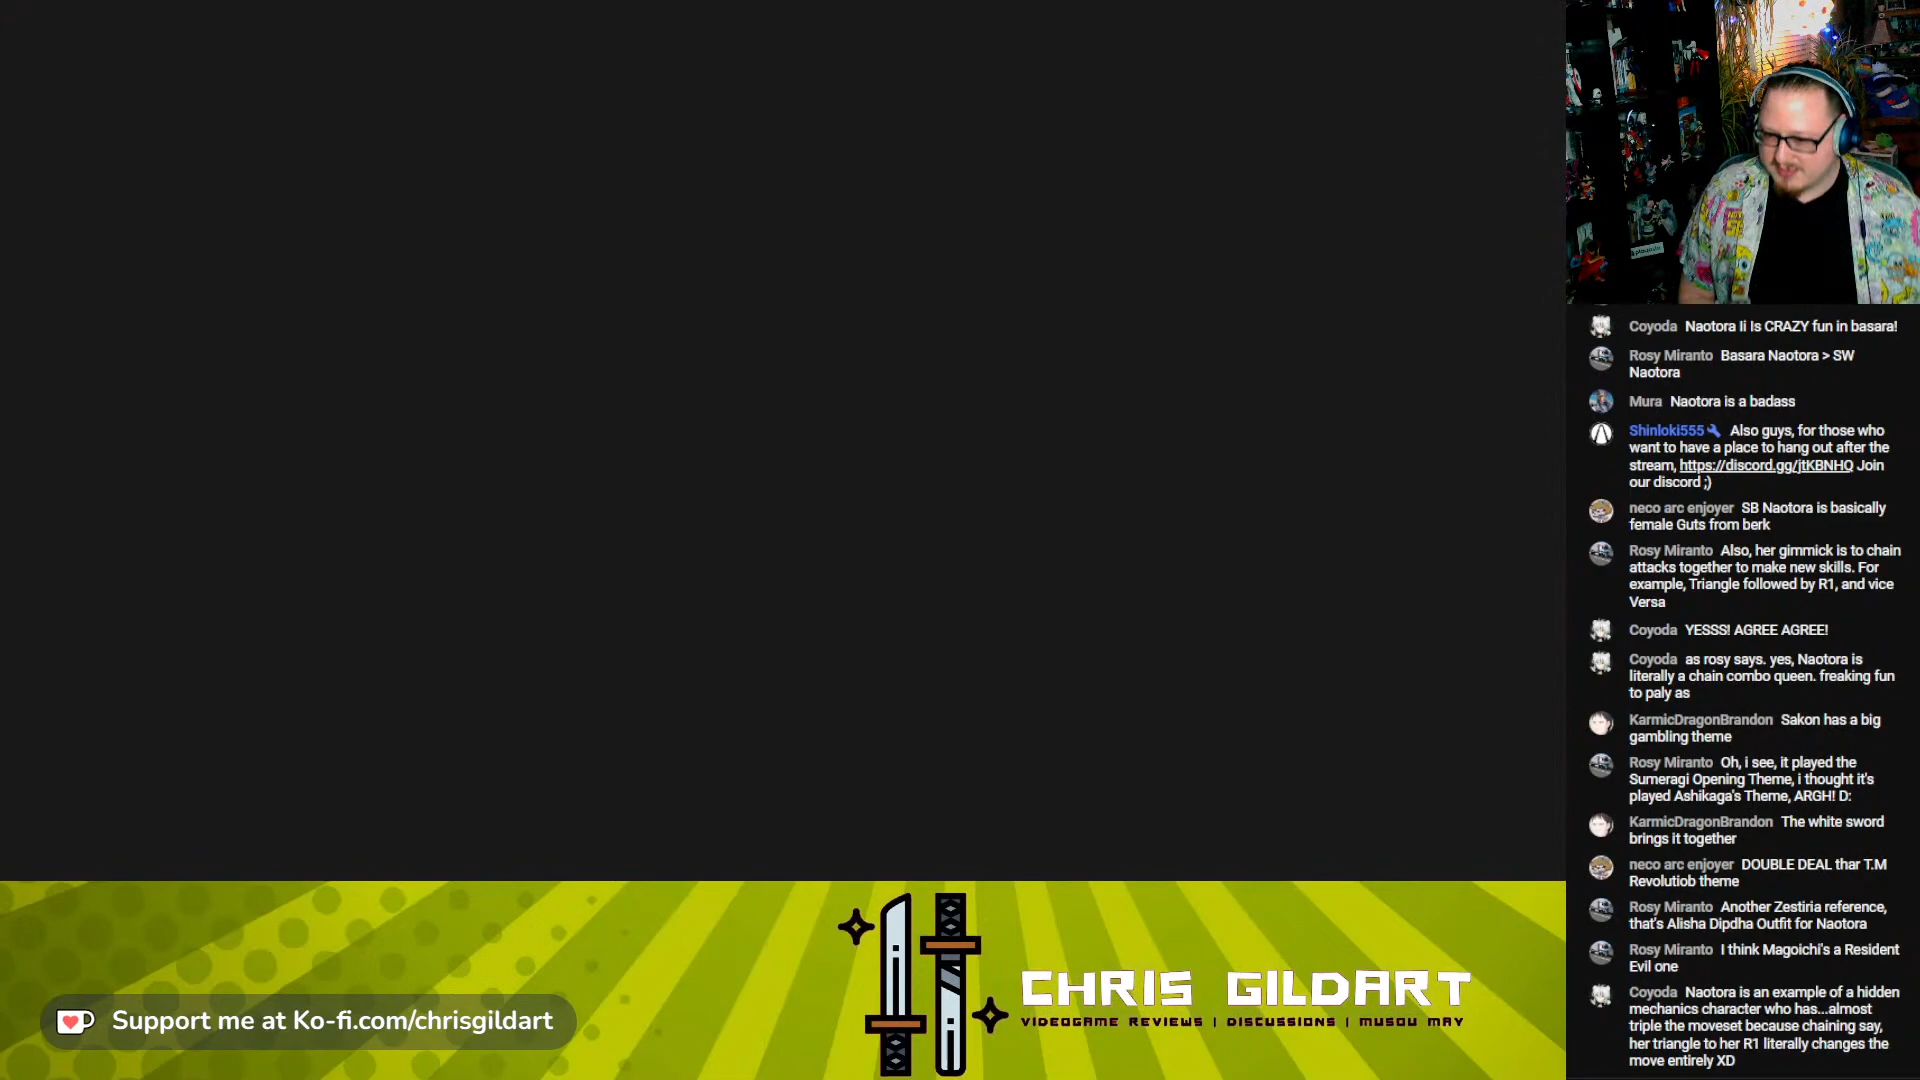 Coyoda Naotora Ii Is CRAZY fun in basara!
Rosy Miranto Basara Naotora > SW
Naotora
Mura Naotora is a badass
Shinloki555 Also guys, for those who
want to have a place to hang out after the
stream, https://discord.gg/jtKBNHQ Join
our discord ;)
neco arc enjoyer SB Naotora is basically
female Guts from berk
Rosy Miranto Also, her gimmick is to chain
attacks together to make new skills. For
example, Triangle followed by R1, and vice
Versa
Coyoda YESSS! AGREE AGREE!
Coyoda as rosy says. yes, Naotora is
literally a chain combo queen. freaking fun
to paly as
KarmicDragonBrandon Sakon has a big
gambling theme
Rosy Miranto Oh, i see, it played the
Sumeragi Opening Theme, i thought it's
played Ashikaga's Theme, ARGH! D:
KarmicDragonBrandon The white sword
brings it together
neco arc enjoyer DOUBLE DEAL thar T.M
Revolutiob theme
Rosy Miranto Another Zestiria reference,
that's Alisha Dipdha Outfit for Naotora
Rosy Miranto I think Magoichi's a Resident
Evil one
Coyoda Naotora is an example of a hidden
mechanics character who has...almost
triple the moveset because chaining say,
her triangle to her R1 literally changes the
move entirely XD
CHRIS GILDART
VIDEOGAME REVIEWS | DISCUSSIONS | MUSOU MAY
Support me at Ko-fi.com/chrisgildart